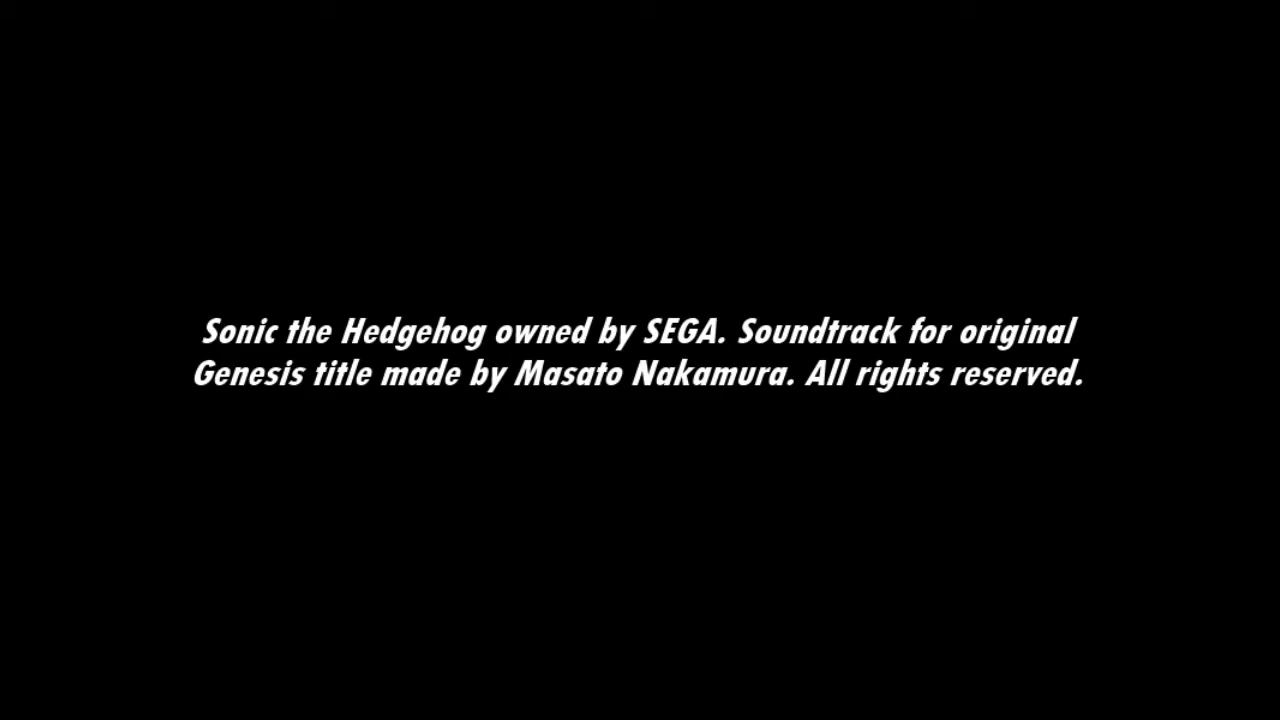 Sonic the Hedgehog owned by SEGA. Soundtrack for original
Genesis title made by Masato Nakamura. All rights reserved.